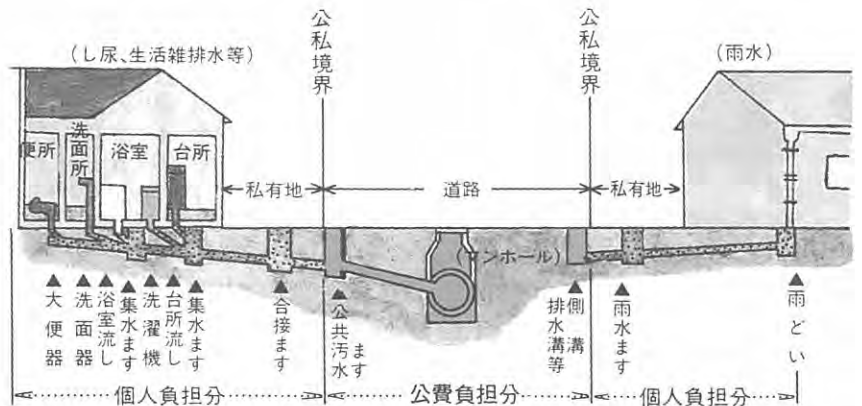 (し尿、生活雑排水等)
公私境界
公私境界
(雨水)
便所
洗面所
浴室
台所
私有地
道路
私有地
(マンホール)
大便器
洗面器
浴室流し
集水ます
洗濯機
台所流し
集水ます
合接ます
公共汚水ます
側溝
排水溝等
雨水ます
雨どい
個人負担分
公費負担分
個人負担分